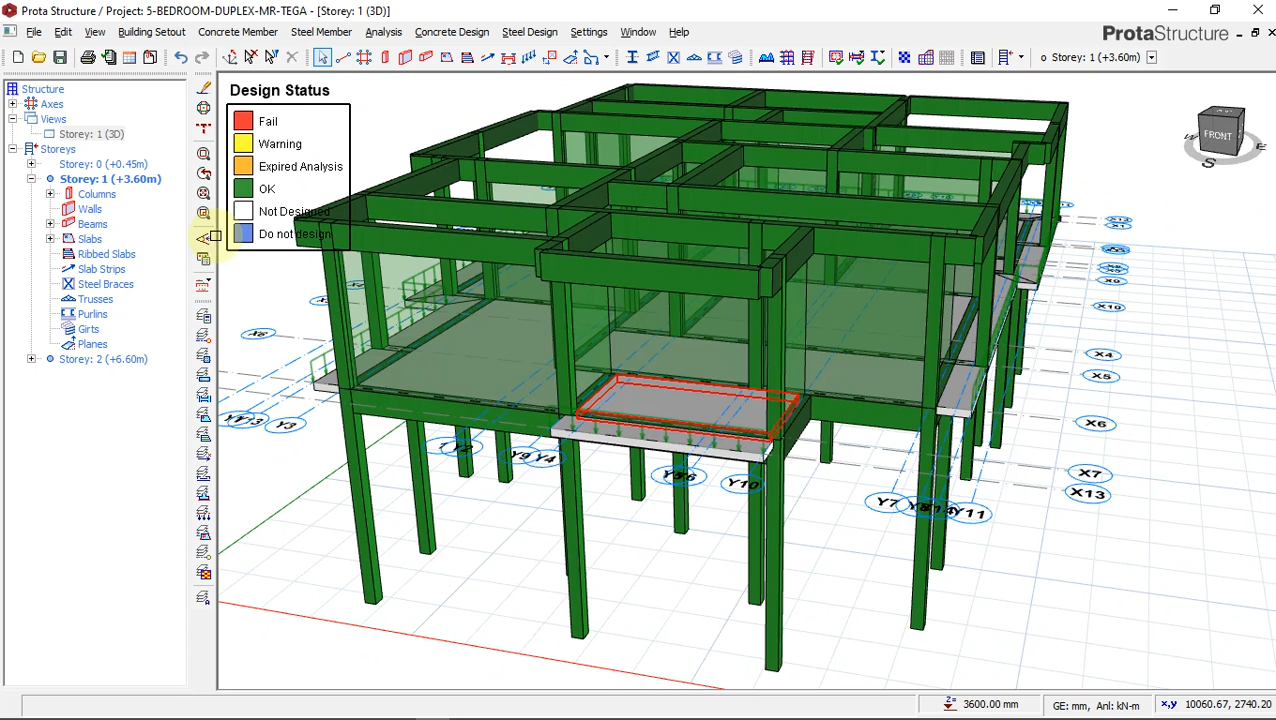 Prota Structure / Project: 5-BEDROOM-DUPLEX-MR-TEGA - [Storey: 1 (3D)]
File Edit View Building Setout Concrete Member Steel Member Analysis Concrete Design Steel Design Settings Window Help
ProtaStructure
o Storey: 1 (+3.60m)
Structure
Axes
Views
Storey: 1 (3D)
Storeys
Storey: 0 (+0.45m)
Storey: 1 (+3.60m)
Columns
Walls
Beams
Slabs
Ribbed Slabs
Slab Strips
Steel Braces
Trusses
Purlins
Girts
Planes
Storey: 2 (+6.60m)
Design Status
Fail
Warning
Expired Analysis
OK
Not Designed
Do not design
FRONT
W
E
S
X1
X10
X4
X5
X6
X7
X13
Y3
Y2
Y9
Y4
Y10
Y7
Y11
Z=
3600.00 mm
GE: mm, Anl: kN-m
x,y
10060.67, 2740.20